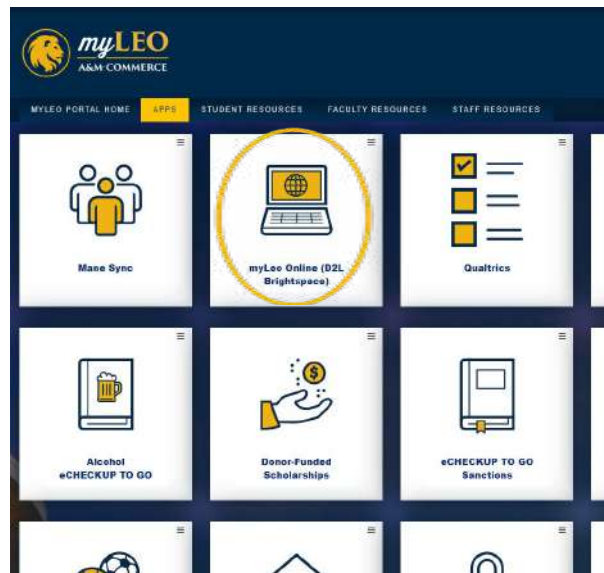 myLEO
A&M-COMMERCE
MYLEO PORTAL HOME APPS STUDENT RESOURCES FACULTY RESOURCES STAFF RESOURCES
Mane Sync
myLeo Online (D2L
Brightspace)
Qualtrics
Alcohol
eCHECKUP TO GO
Donor-Funded
Scholarships
eCHECKUP TO GO
Sanctions